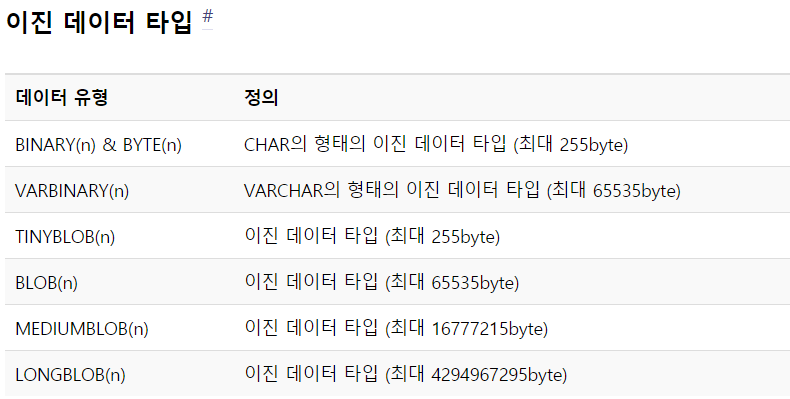 이진 데이터 타입 #
데이터 유형 정의
BINARY(n) & BYTE(n) CHAR의 형태의 이진 데이터 타입 (최대 255byte)
VARBINARY(n) VARCHAR의 형태의 이진 데이터 타입 (최대 65535byte)
TINYBLOB(n) 이진 데이터 타입 (최대 255byte)
BLOB(n) 이진 데이터 타입 (최대 65535byte)
MEDIUMBLOB(n) 이진 데이터 타입 (최대 16777215byte)
LONGBLOB(n) 이진 데이터 타입 (최대 4294967295byte)